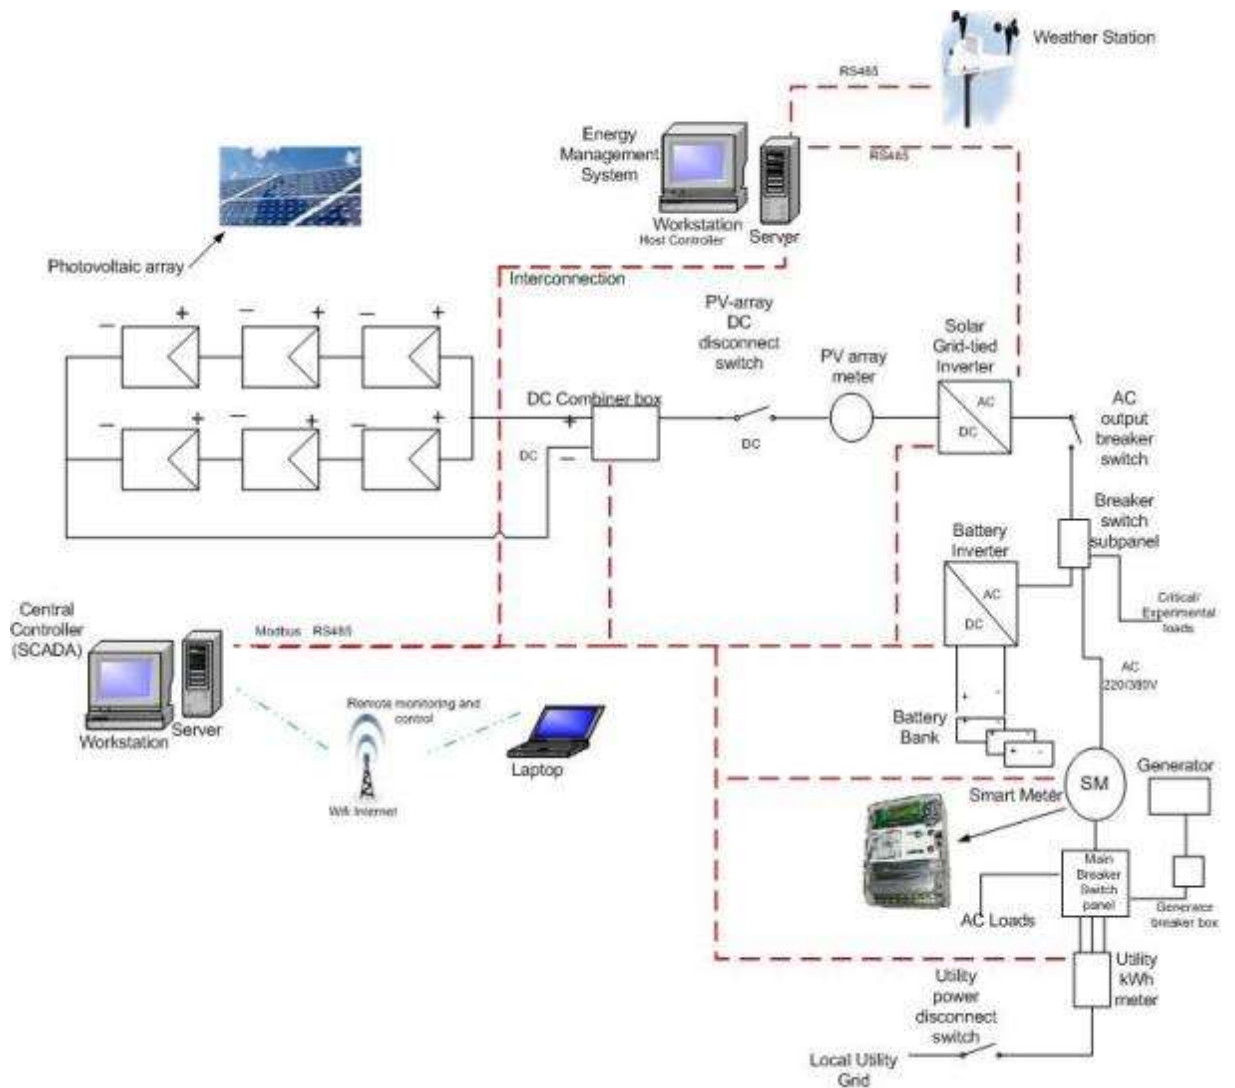 Weather Station
RS485
Energy
Management
System
RS485
Workstation
Host Controller
Server
Photovoltaic array
Interconnection
PV-array
DC
disconnect
switch
Solar
Grid-tied
Inverter
PV array
meter
− + − + − +
DC Combiner box
+
AC
DC
AC
output
breaker
switch
− + − + − +
DC
−
DC
Breaker
switch
subpanel
Battery
Inverter
AC
DC
Critical/
Experimental
loads
Central
Controller
(SCADA)
Modbus RS485
AC
220/380V
Workstation
Server
Remote monitoring and
control
Laptop
Wifi Internet
+ -
Battery
Bank
+ -
+ -
+ -
Smart Meter
SM
Generator
Main
Breaker
Switch
panel
AC Loads
Generator
breaker box
Utility
kWh
meter
Utility
power
disconnect
switch
Local Utility
Grid